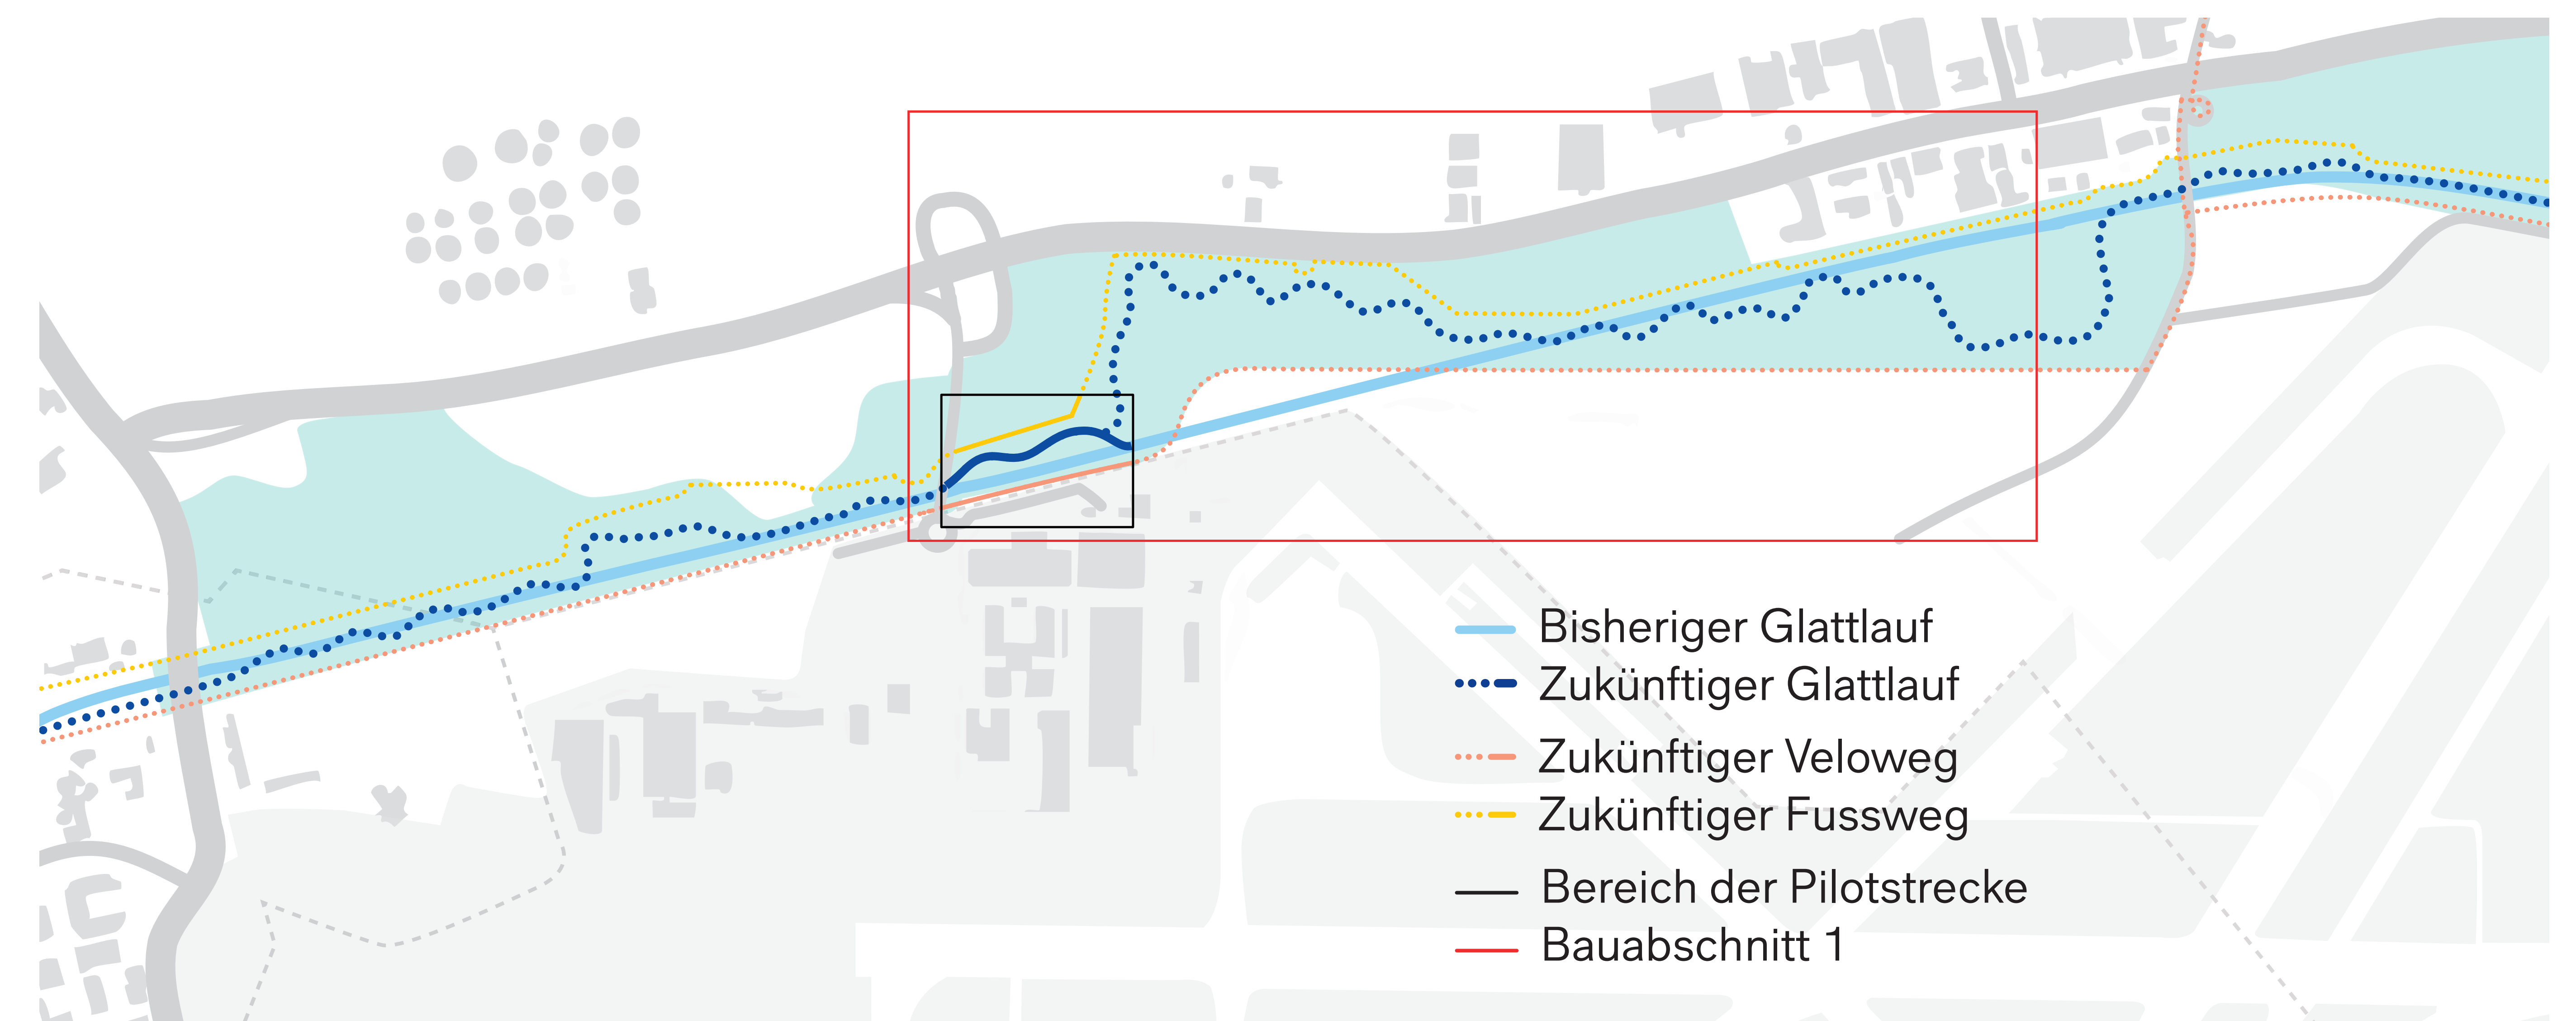 Bisheriger Glattlauf
Zukünftiger Glattlauf
Zukünftiger Veloweg
Zukünftiger Fussweg
Bereich der Pilotstrecke
Bauabschnitt 1